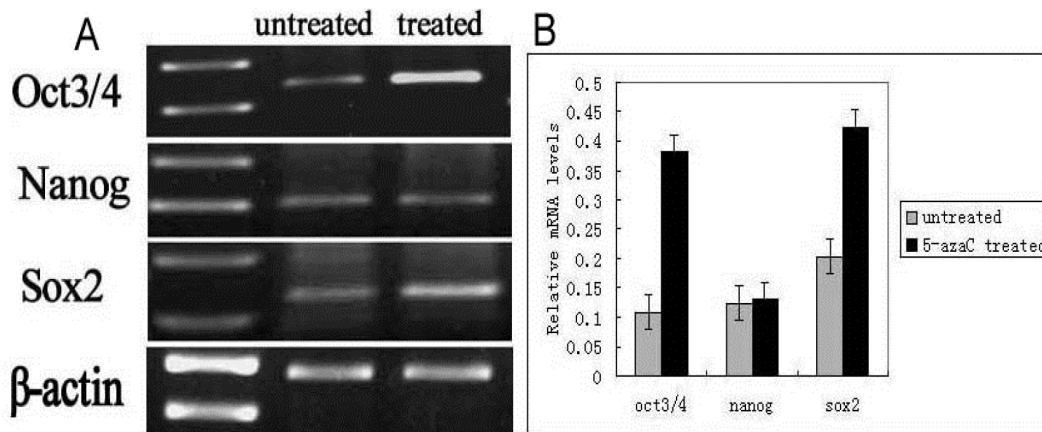 A
untreated treated
Oct3/4
Nanog
Sox2
β-actin
B
0.5
0.45
0.4
0.35
0.3
0.25
0.2
0.15
0.1
0.05
0
Relative mRNA levels
oct3/4 nanog sox2
untreated
5-azaC treated